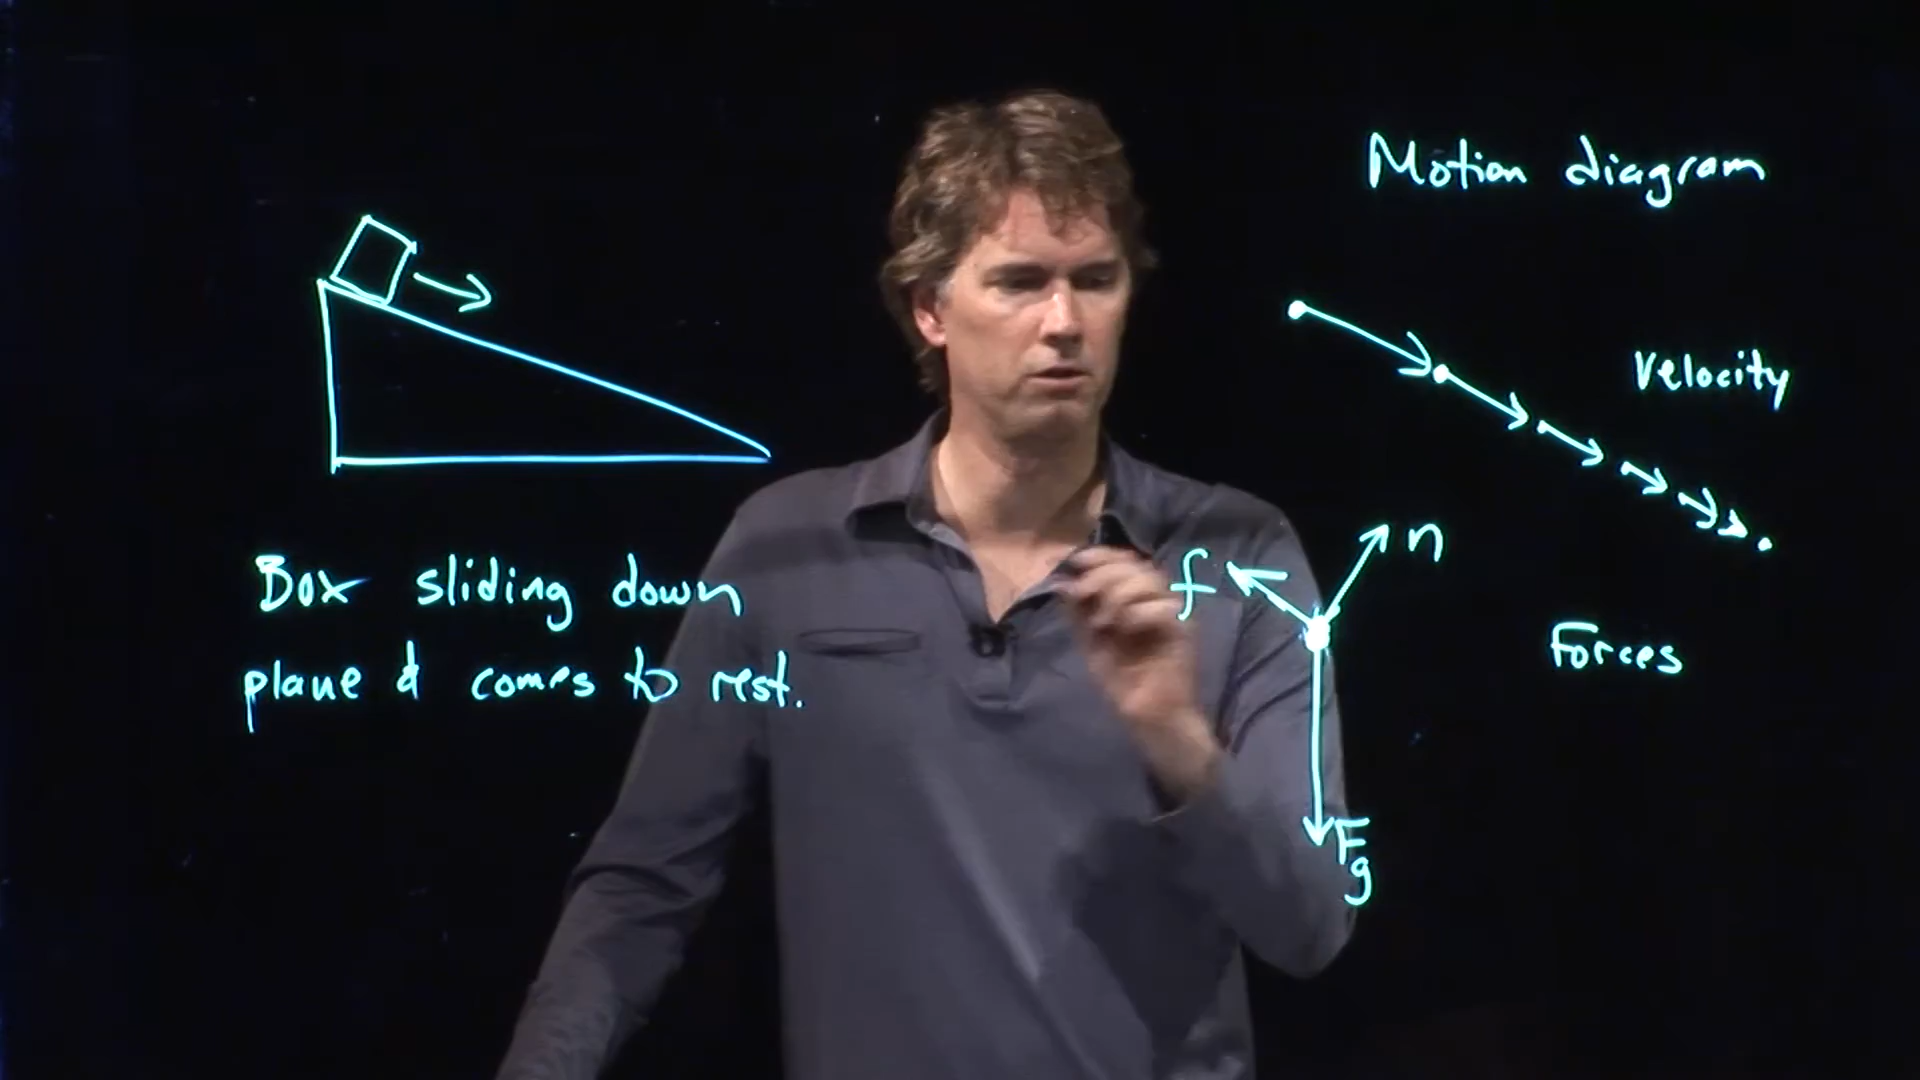 Motion diagram
Velocity
Box sliding down
plane & comes to rest.
f
n
Forces
Fg